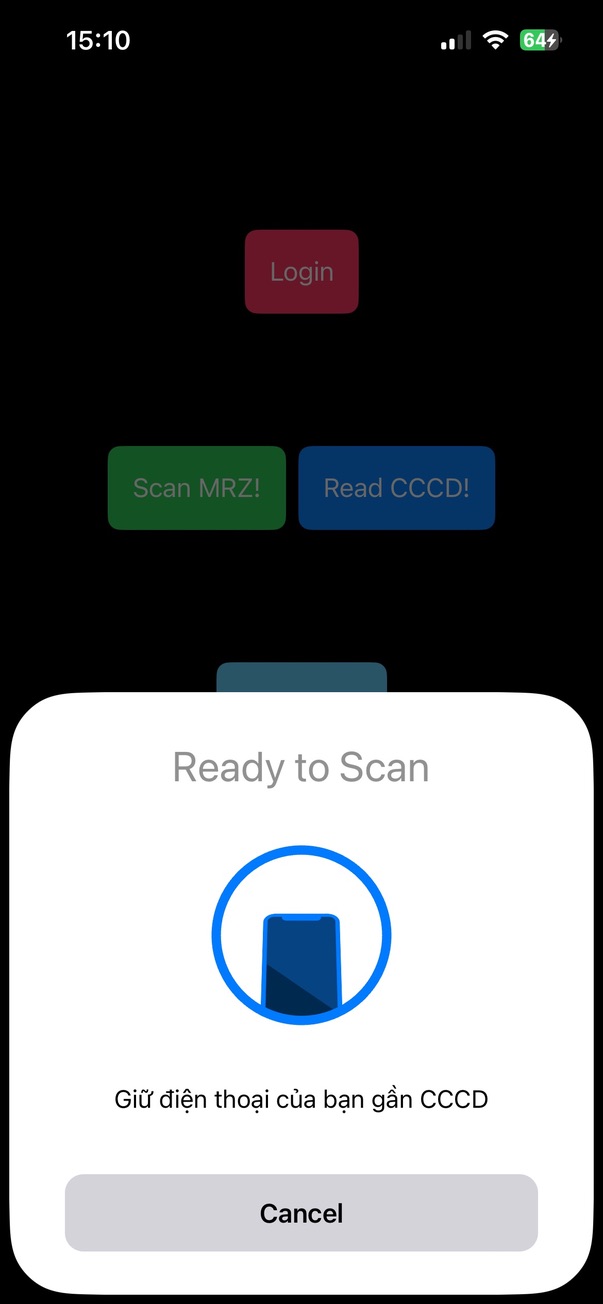 15:10
64
Login
Scan MRZ!
Read CCCD!
Ready to Scan
Giữ điện thoại của bạn gần CCCD
Cancel